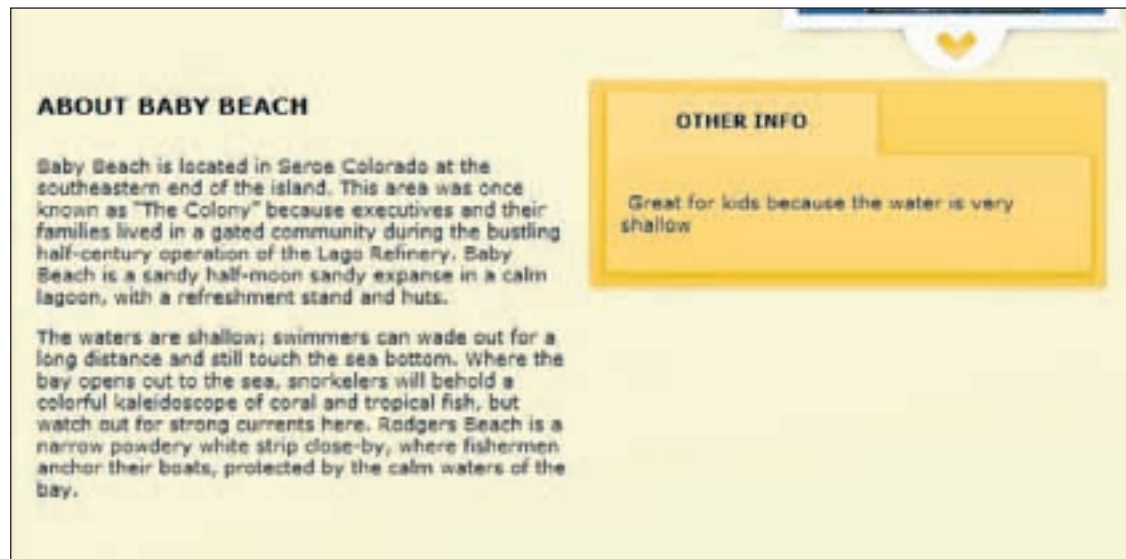 ABOUT BABY BEACH
Baby Beach is located in Seroe Colorado at the
southeastern end of the island. This area was once
known as "The Colony" because executives and their
families lived in a gated community during the bustling
half-century operation of the Lago Refinery. Baby
Beach is a sandy half-moon sandy expanse in a calm
lagoon, with a refreshment stand and huts.
The waters are shallow; swimmers can wade out for a
long distance and still touch the sea bottom. Where the
bay opens out to the sea, snorkelers will behold a
colorful kaleidoscope of coral and tropical fish, but
watch out for strong currents here. Rodgers Beach is a
narrow powdery white strip close-by, where fishermen
anchor their boats, protected by the calm waters of the
bay.
OTHER INFO
Great for kids because the water is very
shallow